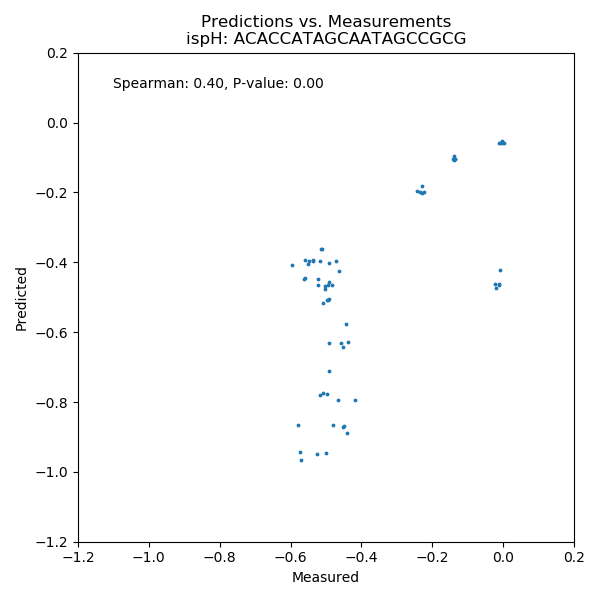 Predictions vs. Measurements
ispH: ACACCATAGCAATAGCCGCG
Spearman: 0.40, P-value: 0.00
0.2
0.0
−0.2
−0.4
−0.6
−0.8
−1.0
−1.2
Predicted
−1.2 −1.0 −0.8 −0.6 −0.4 −0.2 0.0 0.2
Measured